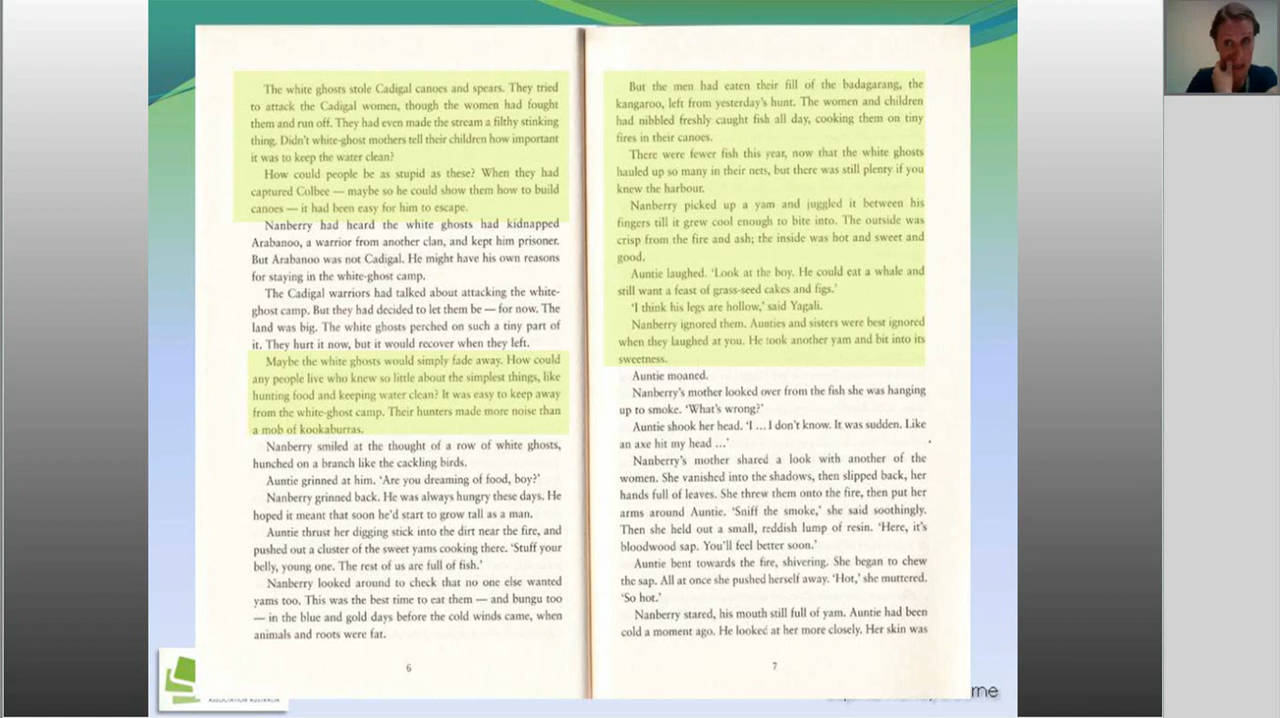 The white ghosts stole Cadigal canoes and spears. They tried
to attack the Cadigal women, though the women had fought
them and run off. They had even made the stream a filthy stinking
thing. Didn't white-ghost mothers tell their children how important
it was to keep the water clean?
How could people be as stupid as these? When they had
captured Colbee — maybe so he could show them how to build
canoes — it had been easy for him to escape.
Nanberry had heard the white ghosts had kidnapped
Arabanoo, a warrior from another clan, and kept him prisoner.
But Arabanoo was not Cadigal. He might have his own reasons
for staying in the white-ghost camp.
The Cadigal warriors had talked about attacking the white-
ghost camp. But they had decided to let them be — for now. The
land was big. The white ghosts perched on such a tiny part of
it. They hurt it now, but it would recover when they left.
Maybe the white ghosts would simply fade away. How could
any people live who knew so little about the simplest things, like
hunting food and keeping water clean? It was easy to keep away
from the white-ghost camp. Their hunters made more noise than
a mob of kookaburras.
Nanberry smiled at the thought of a row of white ghosts,
hunched on a branch like the cackling birds.
Auntie grinned at him. 'Are you dreaming of food, boy?'
Nanberry grinned back. He was always hungry these days. He
hoped it meant that soon he'd start to grow tall as a man.
Auntie thrust her digging stick into the dirt near the fire, and
pushed out a cluster of the sweet yams cooking there. 'Stuff your
belly, young one. The rest of us are full of fish.'
Nanberry looked around to check that no one else wanted
yams too. This was the best time to eat them — and bungu too
— in the blue and gold days before the cold winds came, when
animals and roots were fat.
6
But the men had eaten their fill of the badagarang, the
kangaroo, left from yesterday's hunt. The women and children
had nibbled freshly caught fish all day, cooking them on tiny
fires in their canoes.
There were fewer fish this year, now that the white ghosts
hauled up so many in their nets, but there was still plenty if you
knew the harbour.
Nanberry picked up a yam and juggled it between his
fingers till it grew cool enough to bite into. The outside was
crisp from the fire and ash; the inside was hot and sweet and
good.
Auntie laughed. 'Look at the boy. He could eat a whale and
still want a feast of grass-seed cakes and figs.'
'I think his legs are hollow,' said Yagali.
Nanberry ignored them. Aunties and sisters were best ignored
when they laughed at you. He took another yam and bit into its
sweetness.
Auntie moaned.
Nanberry's mother looked over from the fish she was hanging
up to smoke. 'What's wrong?'
Auntie shook her head. 'I ... I don't know. It was sudden. Like
an axe hit my head ...'
Nanberry's mother shared a look with another of the
women. She vanished into the shadows, then slipped back, her
hands full of leaves. She threw them onto the fire, then put her
arms around Auntie. 'Sniff the smoke,' she said soothingly.
Then she held out a small, reddish lump of resin. 'Here, it's
bloodwood sap. You'll feel better soon.'
Auntie bent towards the fire, shivering. She began to chew
the sap. All at once she pushed herself away. 'Hot,' she muttered.
'So hot.'
Nanberry stared, his mouth still full of yam. Auntie had been
cold a moment ago. He looked at her more closely. Her skin was
7
ASSOCIATION AUSTRALIA
rne